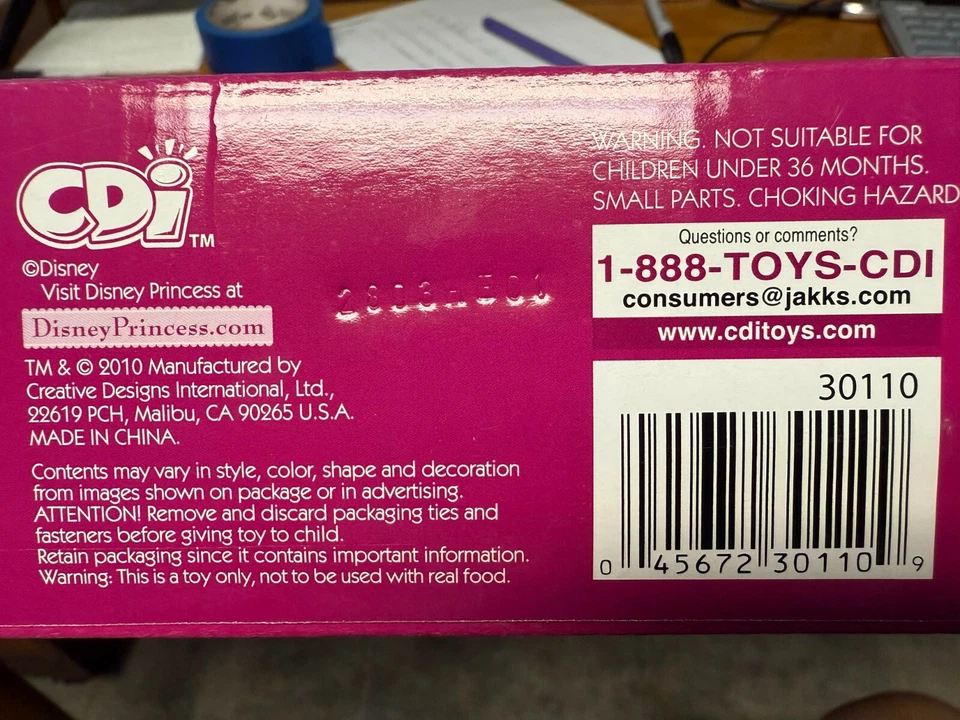 CDi TM
©Disney
Visit Disney Princess at
DisneyPrincess.com
TM & © 2010 Manufactured by
Creative Designs International, Ltd.,
22619 PCH, Malibu, CA 90265 U.S.A.
MADE IN CHINA.
Contents may vary in style, color, shape and decoration
from images shown on package or in advertising.
ATTENTION! Remove and discard packaging ties and
fasteners before giving toy to child.
Retain packaging since it contains important information.
Warning: This is a toy only, not to be used with real food.
WARNING. NOT SUITABLE FOR
CHILDREN UNDER 36 MONTHS.
SMALL PARTS. CHOKING HAZARD
Questions or comments?
1-888-TOYS-CDI
consumers@jakks.com
www.cditoys.com
30110
0 45672 30110 9